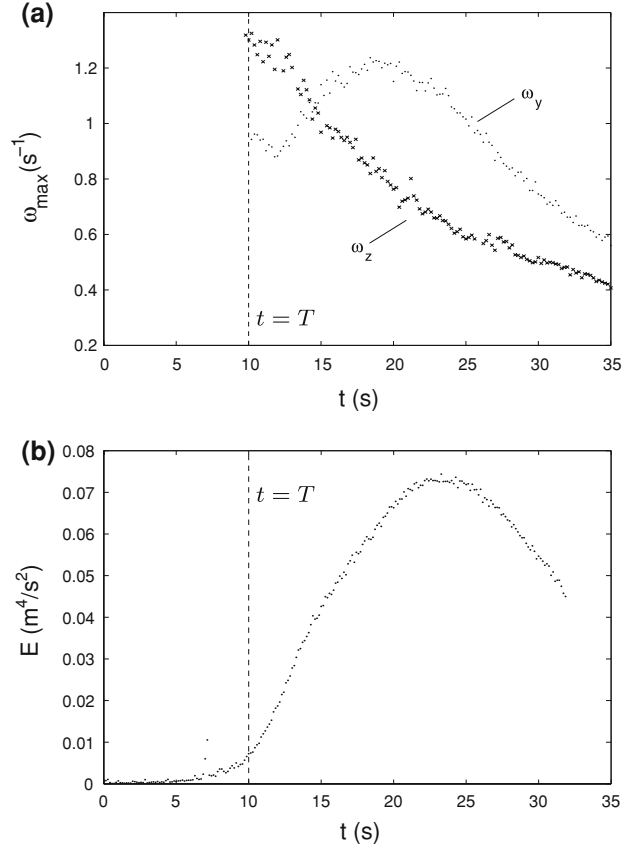 (a)
ω_max (s⁻¹)
1.2
1
0.8
0.6
0.4
0.2
ω_y
ω_z
t = T
0 5 10 15 20 25 30 35
t (s)
(b)
E (m⁴/s²)
0.08
0.07
0.06
0.05
0.04
0.03
0.02
0.01
0
t = T
0 5 10 15 20 25 30 35
t (s)